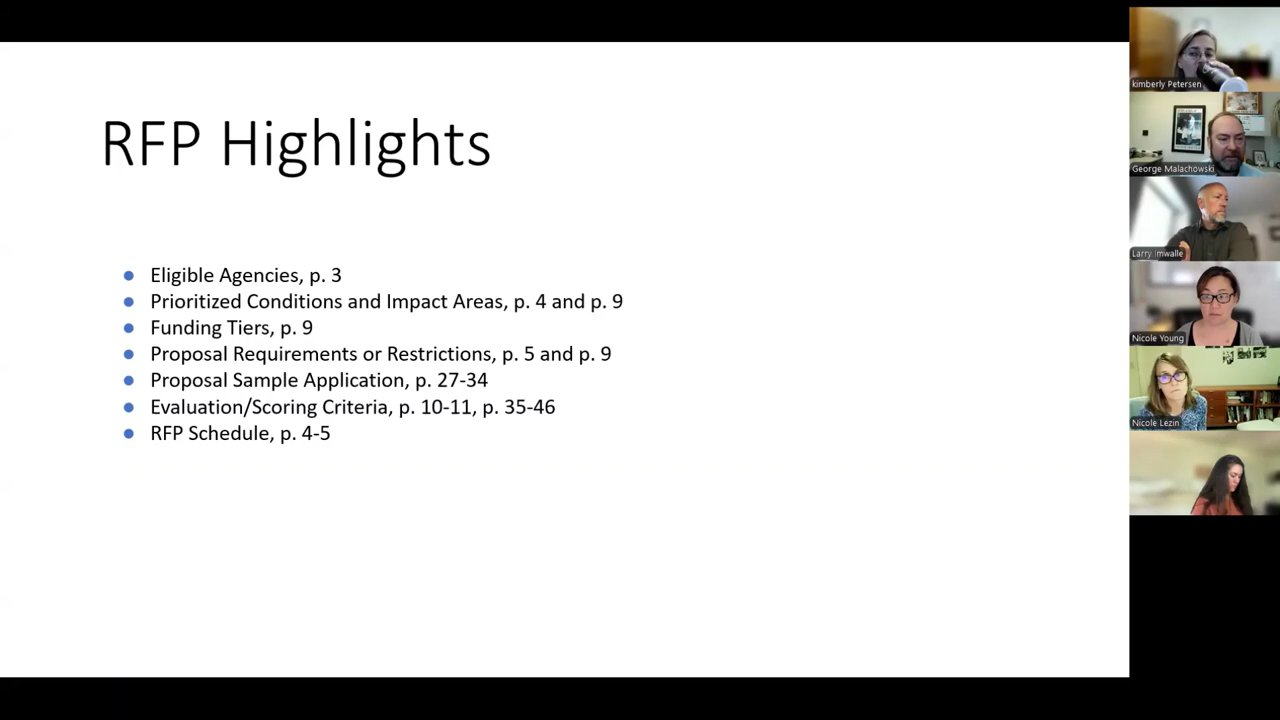 RFP Highlights
Eligible Agencies, p. 3
Prioritized Conditions and Impact Areas, p. 4 and p. 9
Funding Tiers, p. 9
Proposal Requirements or Restrictions, p. 5 and p. 9
Proposal Sample Application, p. 27-34
Evaluation/Scoring Criteria, p. 10-11, p. 35-46
RFP Schedule, p. 4-5
kimberly Petersen
George Malachowski
Larry Imwalle
Nicole Young
Nicole Lezin